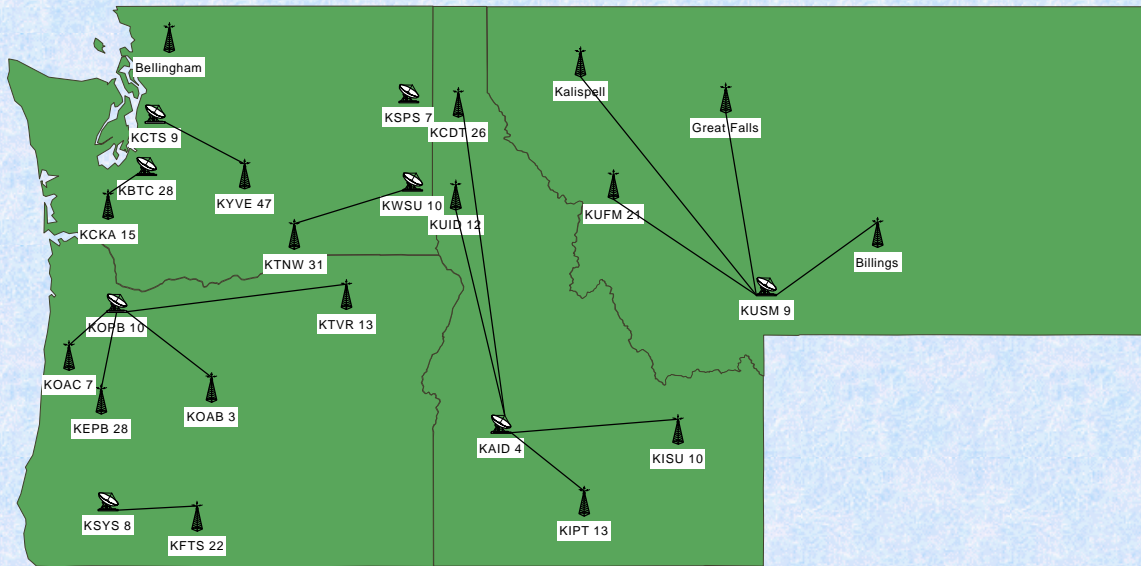 Bellingham
Kalispell
Great Falls
KSPS 7
KCDT 26
KCTS 9
KBTC 28
KYVE 47
KWSU 10
KUID 12
KUFM 21
KCKA 15
KTNW 31
Billings
KUSM 9
KTVR 13
KOPB 10
KOAC 7
KOAB 3
KEPB 28
KAID 4
KISU 10
KSYS 8
KIPT 13
KFTS 22